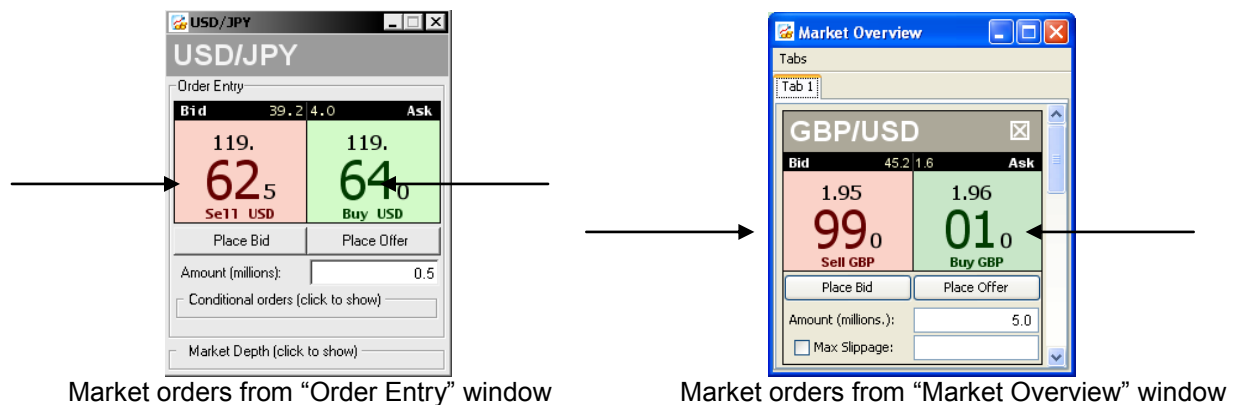 USD/JPY
USD/JPY
Order Entry
Bid 39.2 4.0 Ask
119. 119.
62 5 64 0
Sell USD Buy USD
Place Bid Place Offer
Amount (millions): 0.5
Conditional orders (click to show)
Market Depth (click to show)
Market orders from “Order Entry” window
Market Overview
Tabs
Tab 1
GBP/USD
Bid 45.2 1.6 Ask
1.95 1.96
99 0 01 0
Sell GBP Buy GBP
Place Bid Place Offer
Amount (millions.): 5.0
Max Slippage:
Market orders from “Market Overview” window